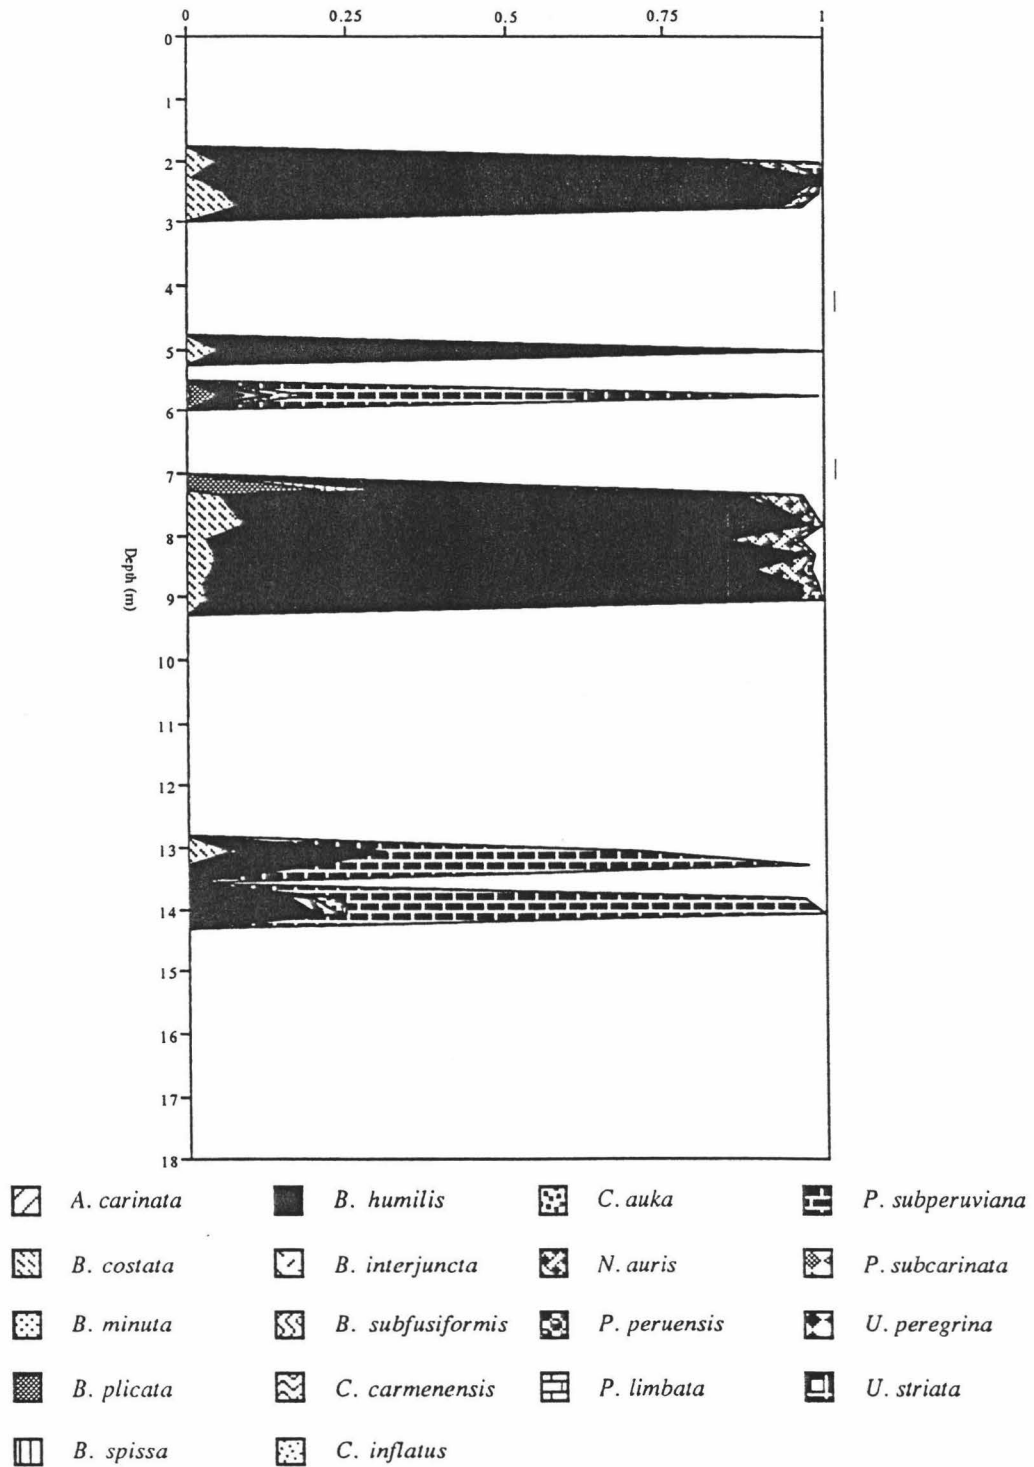 0 0.25 0.5 0.75 1
0
1
2
3
4
5
6
7
8
9
10
11
12
13
14
15
16
17
18
Depth (m)
A. carinata B. humilis C. auka P. subperuviana
B. costata B. interjuncta N. auris P. subcarinata
B. minuta B. subfusiformis P. peruensis U. peregrina
B. plicata C. carmenensis P. limbata U. striata
B. spissa C. inflatus